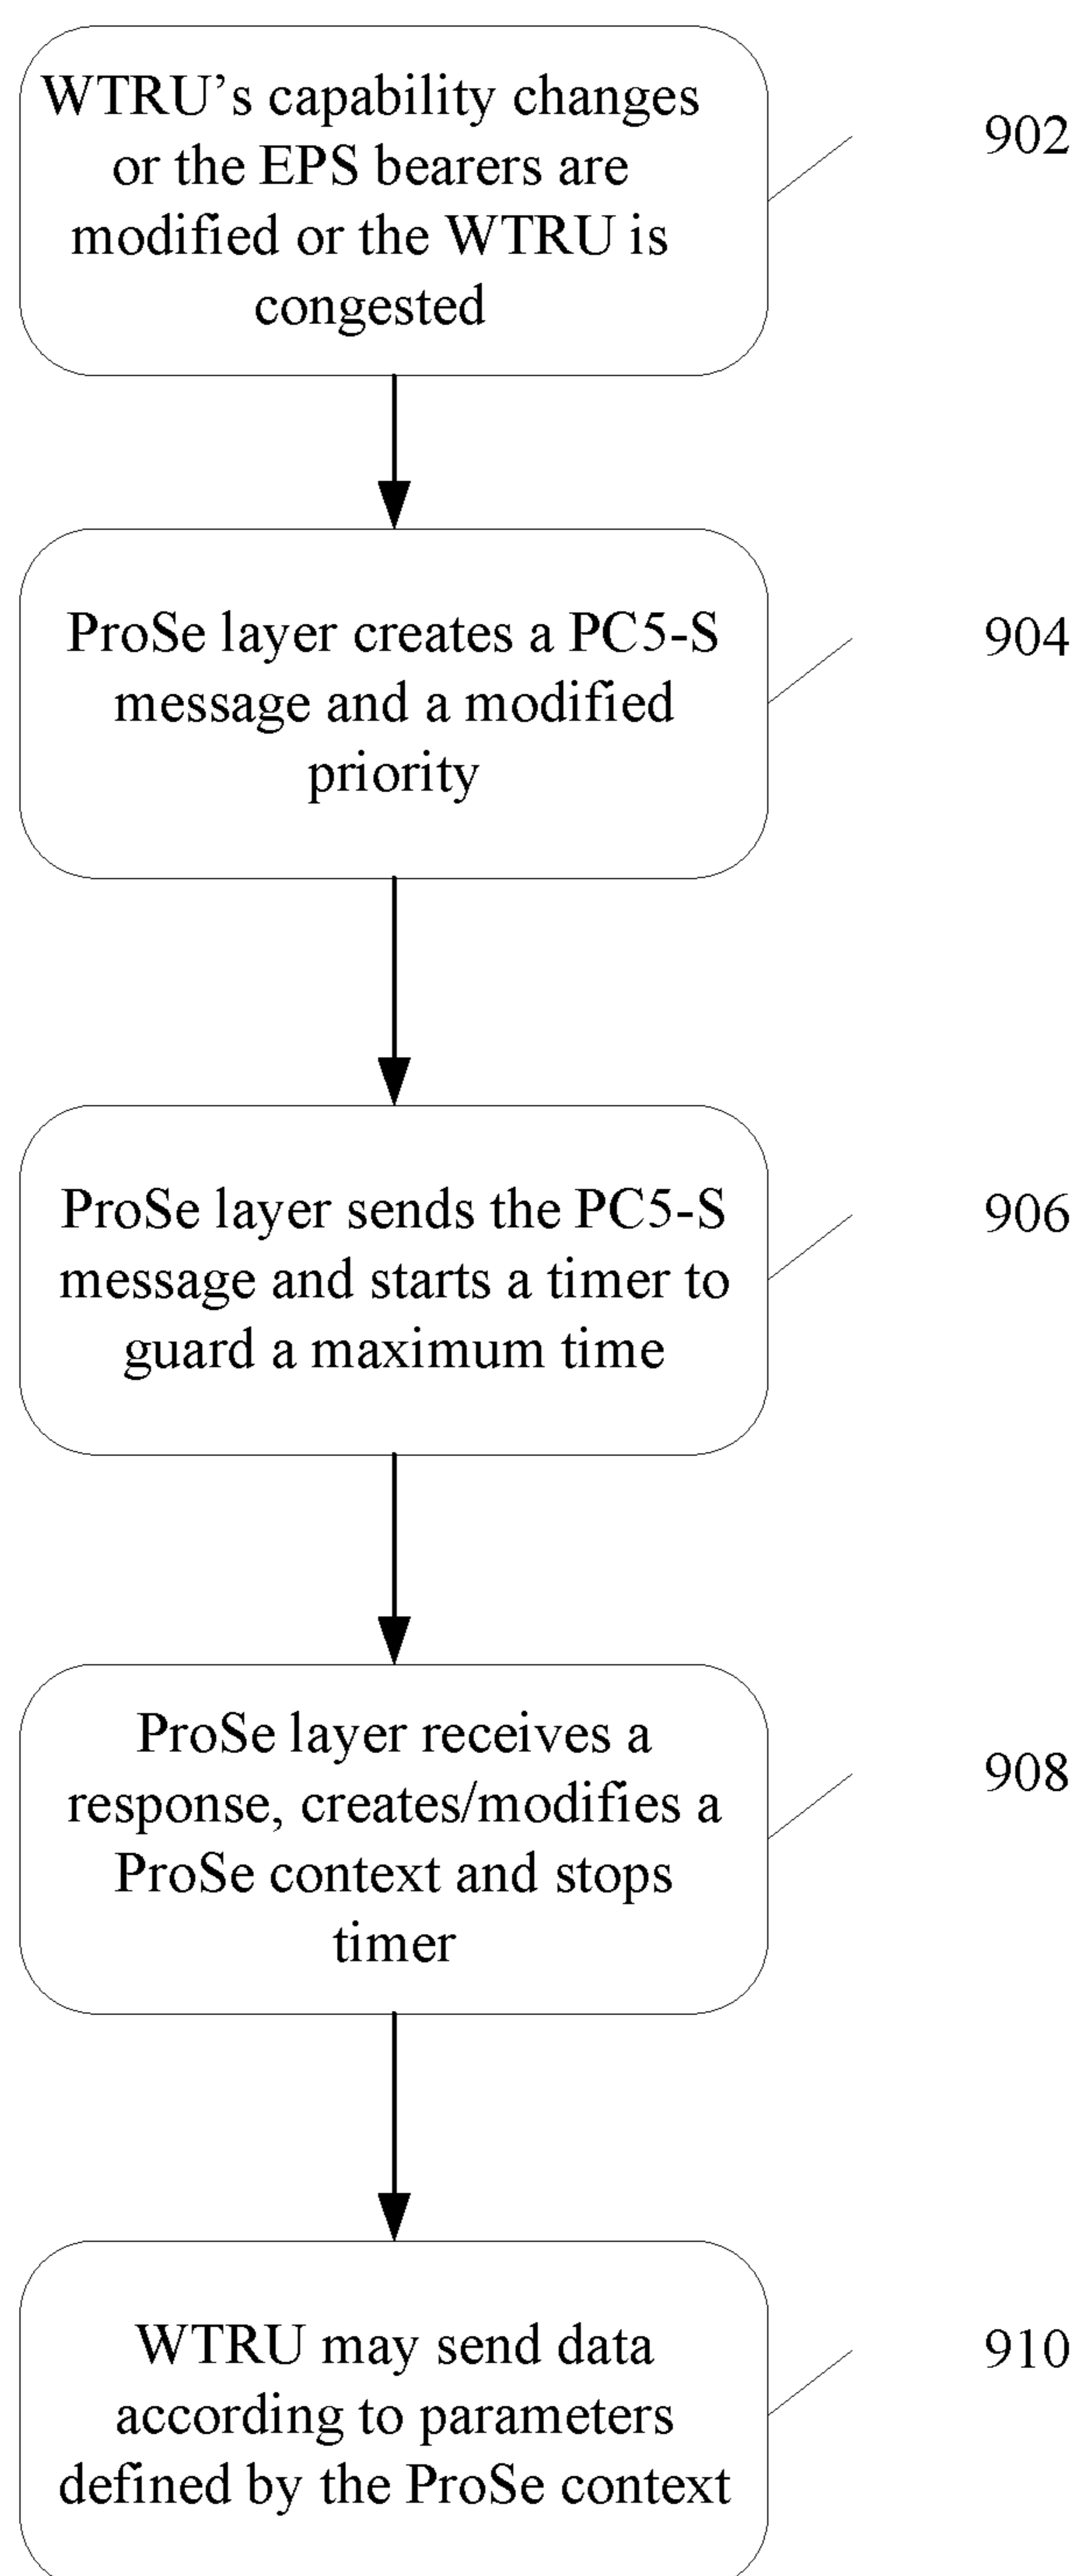 WTRU’s capability changes
or the EPS bearers are
modified or the WTRU is
congested
902
ProSe layer creates a PC5-S
message and a modified
priority
904
ProSe layer sends the PC5-S
message and starts a timer to
guard a maximum time
906
ProSe layer receives a
response, creates/modifies a
ProSe context and stops
timer
908
WTRU may send data
according to parameters
defined by the ProSe context
910